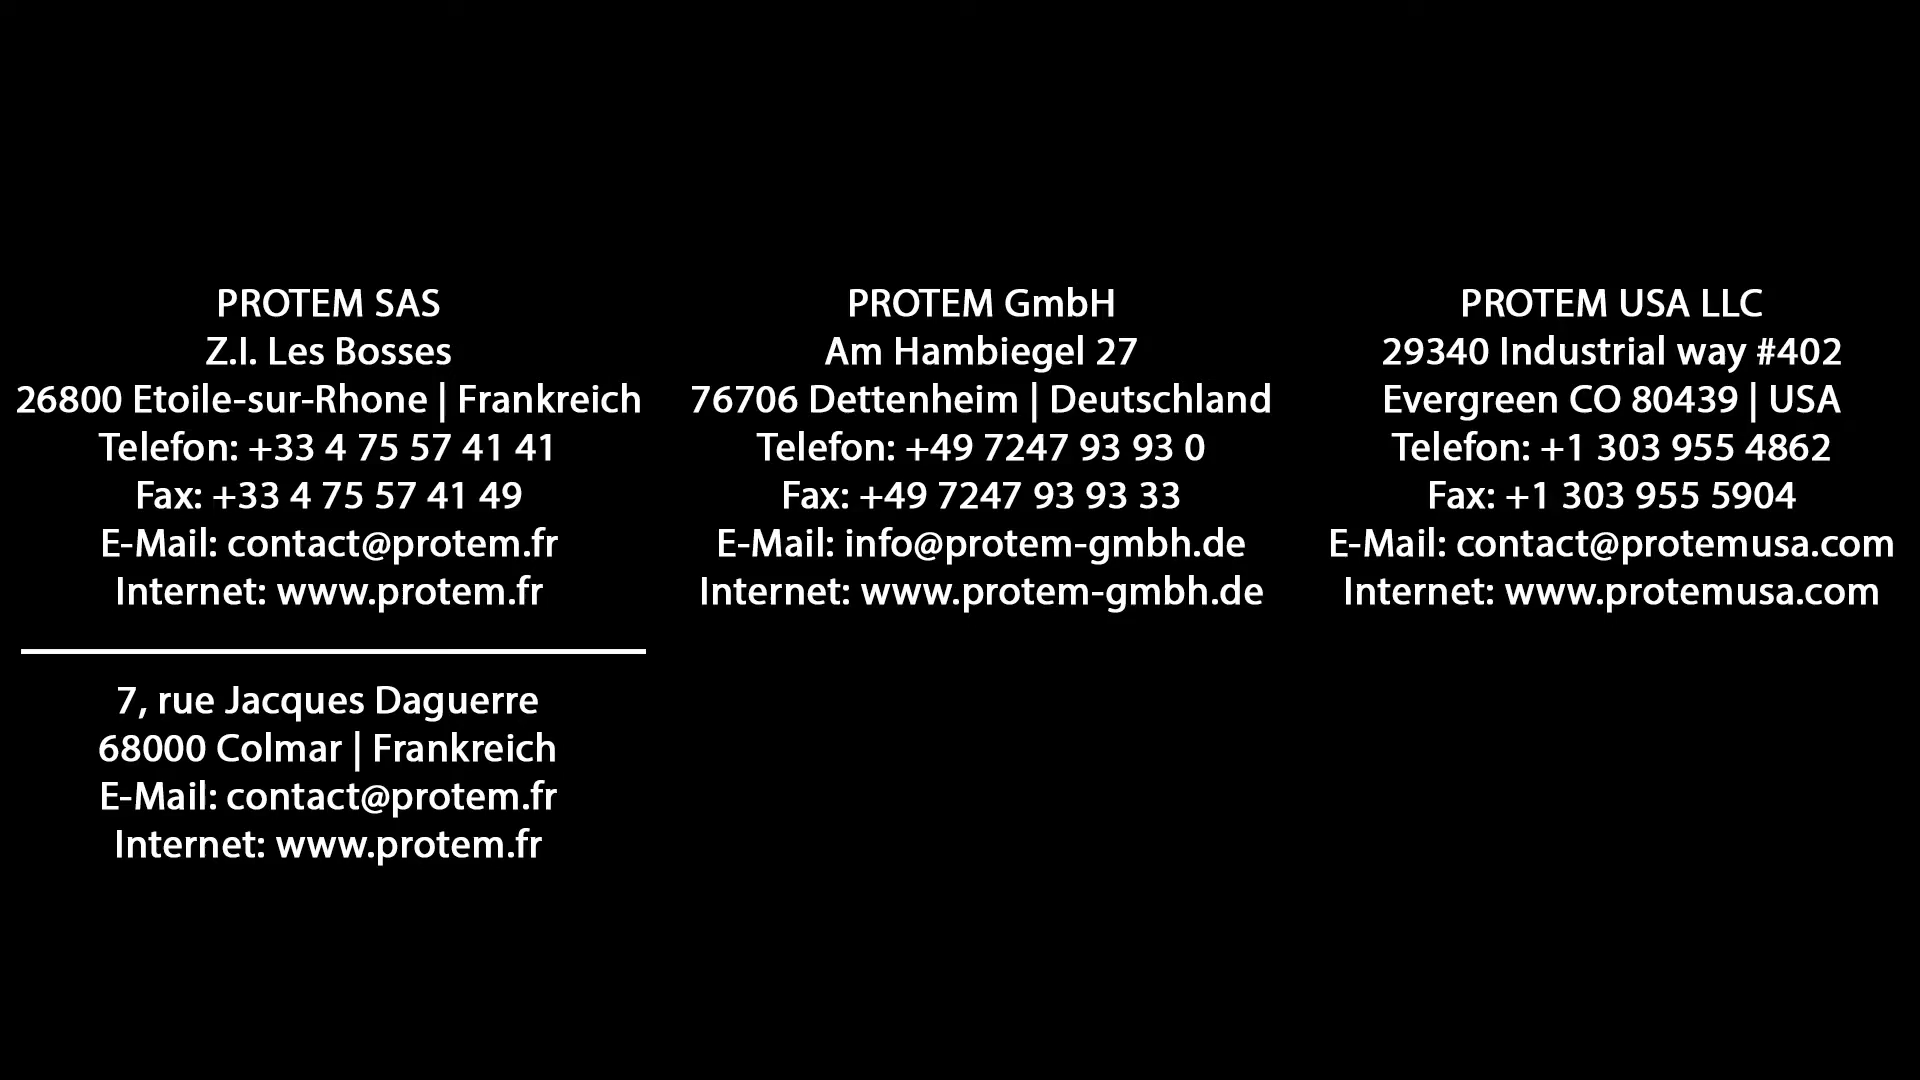 PROTEM SAS
Z.I. Les Bosses
26800 Etoile-sur-Rhone | Frankreich
Telefon: +33 4 75 57 41 41
Fax: +33 4 75 57 41 49
E-Mail: contact@protem.fr
Internet: www.protem.fr
7, rue Jacques Daguerre
68000 Colmar | Frankreich
E-Mail: contact@protem.fr
Internet: www.protem.fr
PROTEM GmbH
Am Hambiegel 27
76706 Dettenheim | Deutschland
Telefon: +49 7247 93 93 0
Fax: +49 7247 93 93 33
E-Mail: info@protem-gmbh.de
Internet: www.protem-gmbh.de
PROTEM USA LLC
29340 Industrial way #402
Evergreen CO 80439 | USA
Telefon: +1 303 955 4862
Fax: +1 303 955 5904
E-Mail: contact@protemusa.com
Internet: www.protemusa.com